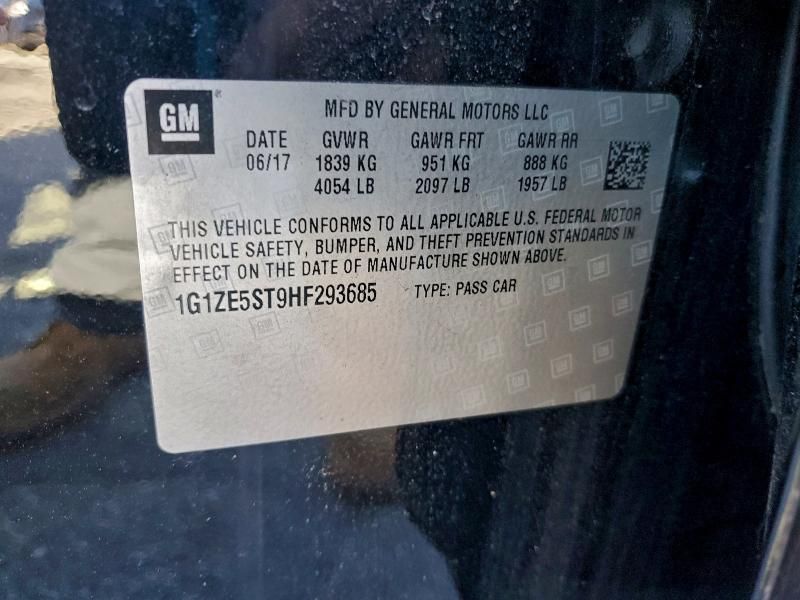 GM
MFD BY GENERAL MOTORS LLC
DATE GVWR GAWR FRT GAWR RR
06/17 1839 KG 951 KG 888 KG
4054 LB 2097 LB 1957 LB
THIS VEHICLE CONFORMS TO ALL APPLICABLE U.S. FEDERAL MOTOR
VEHICLE SAFETY, BUMPER, AND THEFT PREVENTION STANDARDS IN
EFFECT ON THE DATE OF MANUFACTURE SHOWN ABOVE.
1G1ZE5ST9HF293685 TYPE: PASS CAR